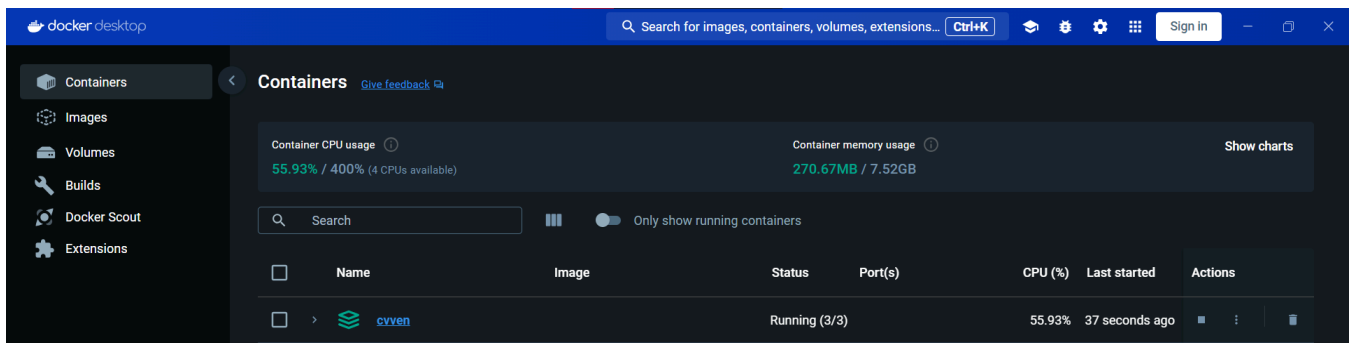 docker desktop
Search for images, containers, volumes, extensions... Ctrl+K
Sign in
Containers
Images
Volumes
Builds
Docker Scout
Extensions
Containers Give feedback
Container CPU usage
55.93% / 400% (4 CPUs available)
Container memory usage
270.67MB / 7.52GB
Show charts
Search
Only show running containers
Name Image Status Port(s) CPU (%) Last started Actions
cvven Running (3/3) 55.93% 37 seconds ago